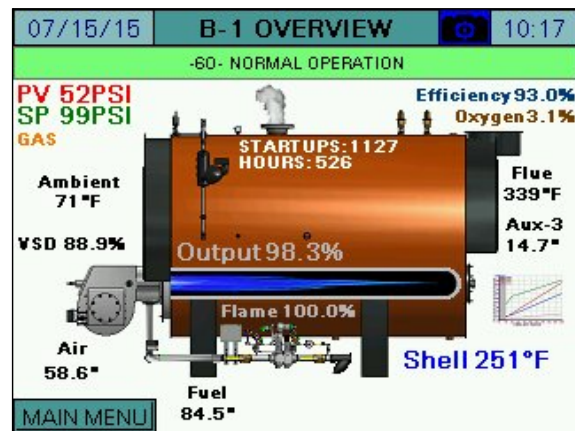 07/15/15 B-1 OVERVIEW 10:17
-60- NORMAL OPERATION
PV 52PSI
SP 99PSI
GAS
Efficiency 93.0%
Oxygen 3.1%
STARTUPS:1127
HOURS:526
Ambient
71°F
Flue
339°F
Aux-3
14.7"
VSD 88.9%
Output 98.3%
Flame 100.0%
Air
58.6°
Shell 251°F
Fuel
84.5°
MAIN MENU